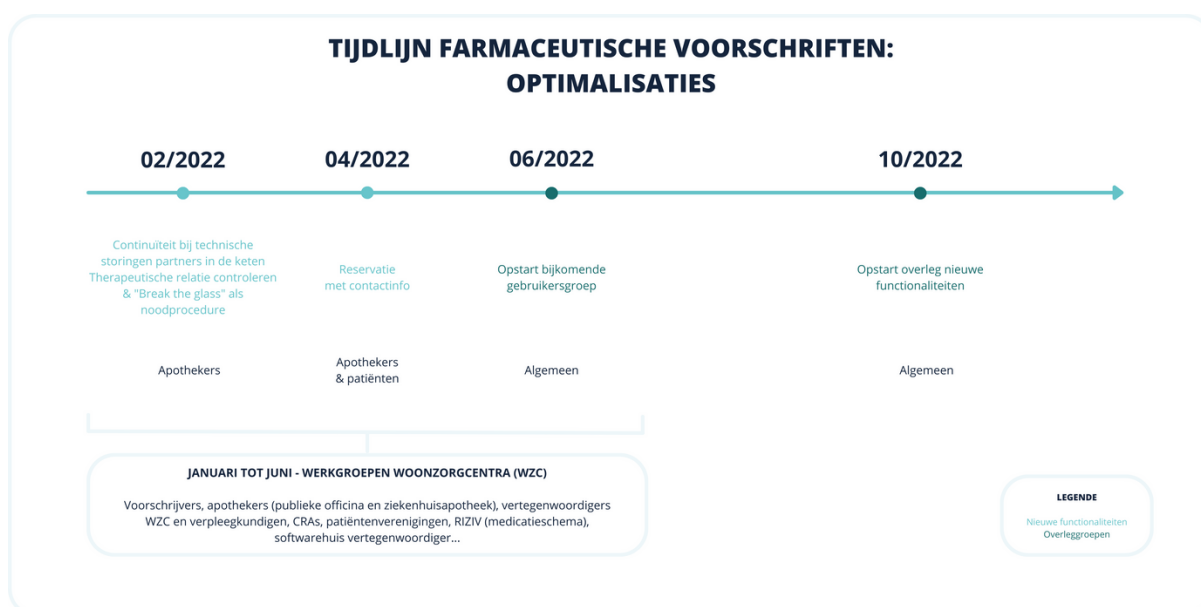 TIJDLIJN FARMACEUTISCHE VOORSCHRIFTEN:
OPTIMALISATIES
02/2022
04/2022
06/2022
10/2022
Continuïteit bij technische
storingen partners in de keten
Therapeutische relatie controleren
& "Break the glass" als
noodprocedure
Reservatie
met contactinfo
Opstart bijkomende
gebruikersgroep
Opstart overleg nieuwe
functionaliteiten
Apothekers
Apothekers
& patiënten
Algemeen
Algemeen
JANUARI TOT JUNI - WERKGROEPEN WOONZORGCENTRA (WZC)
Voorschrijvers, apothekers (publieke officina en ziekenhuisapotheek), vertegenwoordigers
WZC en verpleegkundigen, CRAs, patiëntenverenigingen, RIZIV (medicatieschema),
softwarehuis vertegenwoordiger...
LEGENDE
Nieuwe functionaliteiten
Overleggroepen